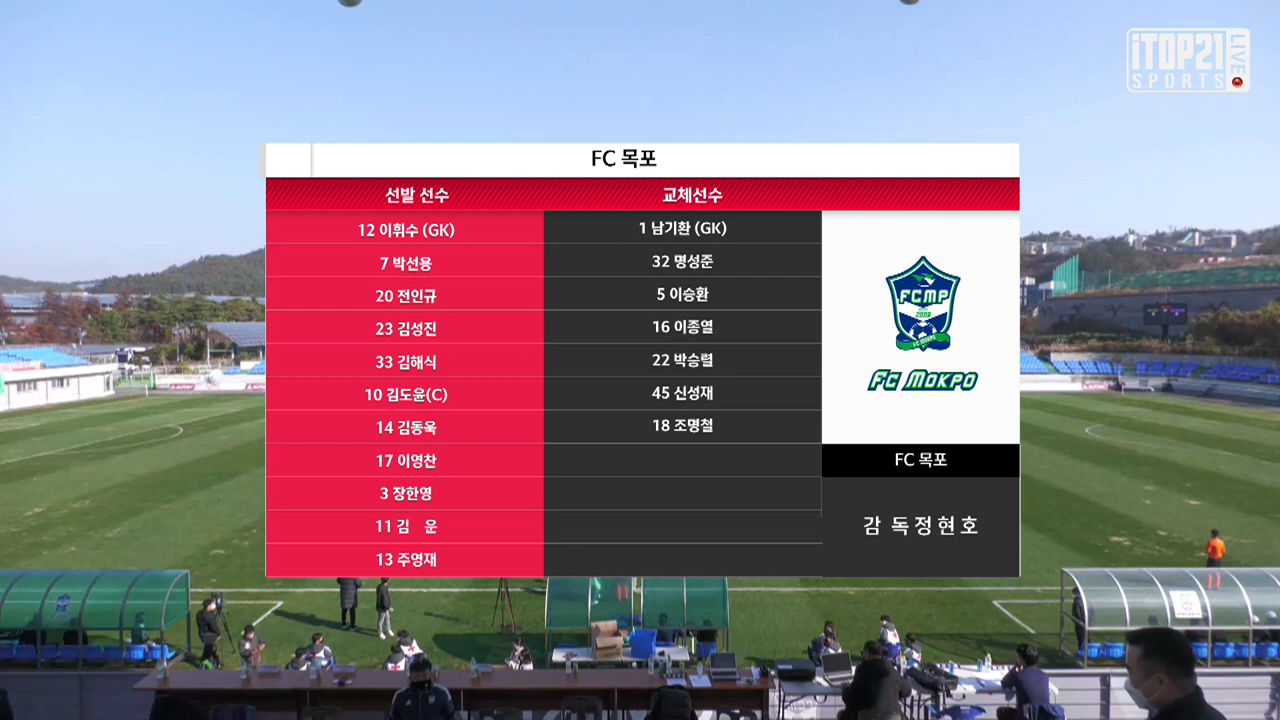 iTOP21
SPORTS
LIVE
FC 목포
선발 선수
교체선수
12 이휘수 (GK)
7 박선용
20 전인규
23 김성진
33 김해식
10 김도윤(C)
14 김동욱
17 이영찬
3 장한영
11 김 운
13 주영재
1 남기환 (GK)
32 명성준
5 이승환
16 이종열
22 박승렬
45 신성재
18 조명철
FCMP
2009
FC MOKPO
FC 목포
감 독 정 현 호